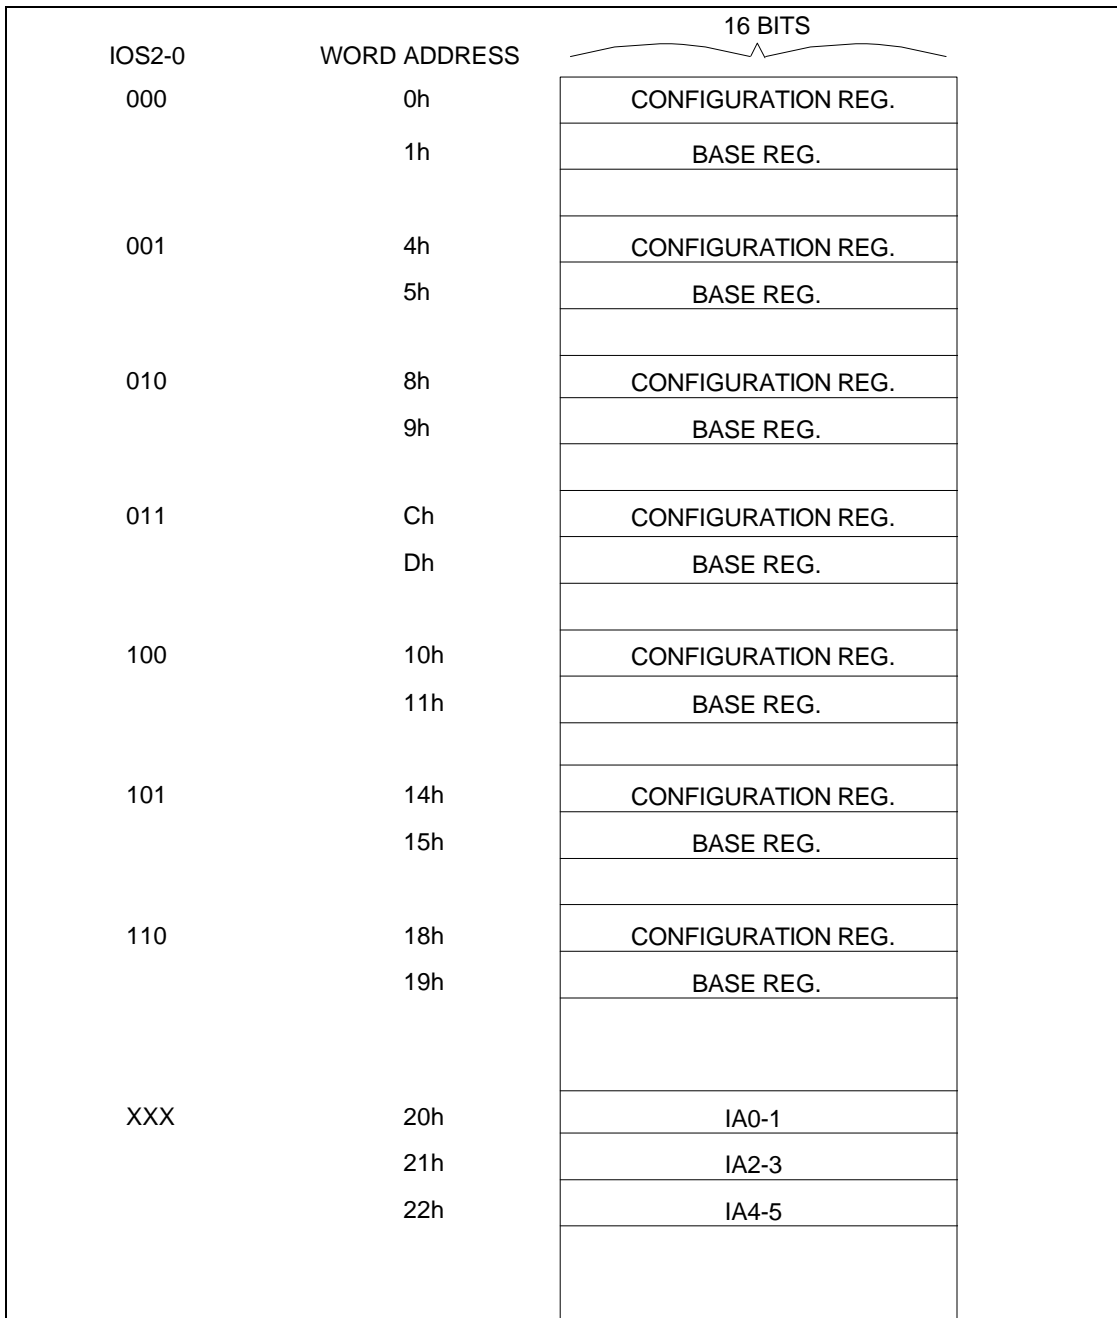 16 BITS
IOS2-0 WORD ADDRESS
000 0h CONFIGURATION REG.
1h BASE REG.
001 4h CONFIGURATION REG.
5h BASE REG.
010 8h CONFIGURATION REG.
9h BASE REG.
011 Ch CONFIGURATION REG.
Dh BASE REG.
100 10h CONFIGURATION REG.
11h BASE REG.
101 14h CONFIGURATION REG.
15h BASE REG.
110 18h CONFIGURATION REG.
19h BASE REG.
XXX 20h IA0-1
21h IA2-3
22h IA4-5